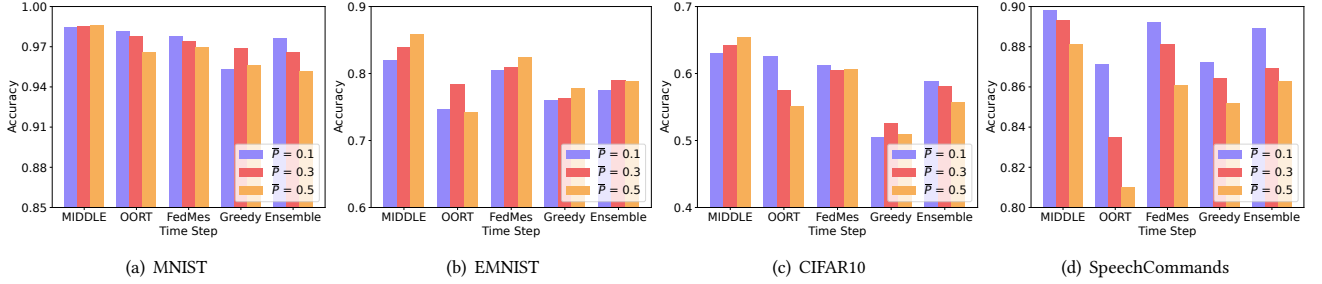 1.00
0.97
0.94
0.91
0.88
0.85
Accuracy
P̅ = 0.1
P̅ = 0.3
P̅ = 0.5
MIDDLE OORT FedMes Greedy Ensemble
Time Step
(a) MNIST
0.9
0.8
0.7
0.6
Accuracy
P̅ = 0.1
P̅ = 0.3
P̅ = 0.5
MIDDLE OORT FedMes Greedy Ensemble
Time Step
(b) EMNIST
0.7
0.6
0.5
0.4
Accuracy
P̅ = 0.1
P̅ = 0.3
P̅ = 0.5
MIDDLE OORT FedMes Greedy Ensemble
Time Step
(c) CIFAR10
0.90
0.88
0.86
0.84
0.82
0.80
Accuracy
P̅ = 0.1
P̅ = 0.3
P̅ = 0.5
MIDDLE OORT FedMes Greedy Ensemble
Time Step
(d) SpeechCommands